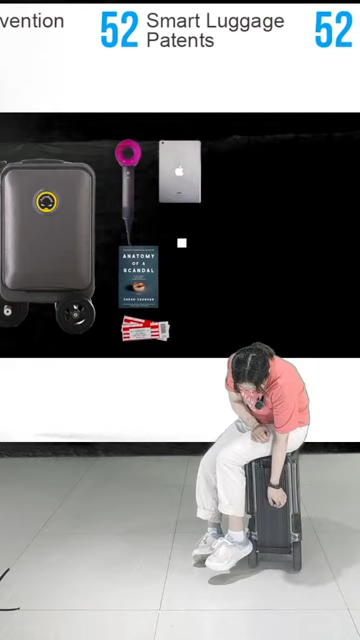 vention
52 Smart Luggage
Patents
52
ANATOMY
OF A
SCANDAL
SARAH VAUGHAN